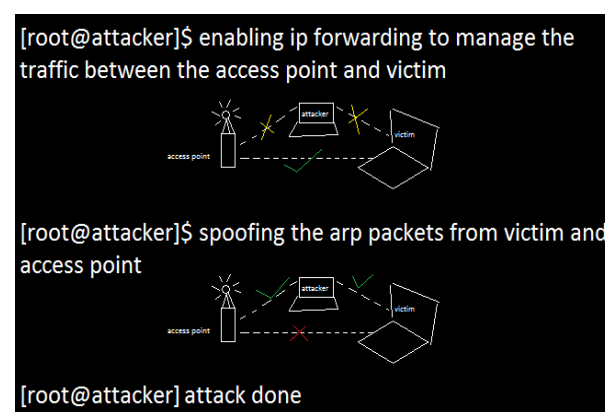 [root@attacker]$ enabling ip forwarding to manage the
traffic between the access point and victim
attacker
victim
access point
[root@attacker]$ spoofing the arp packets from victim and
access point
attacker
victim
access point
[root@attacker] attack done